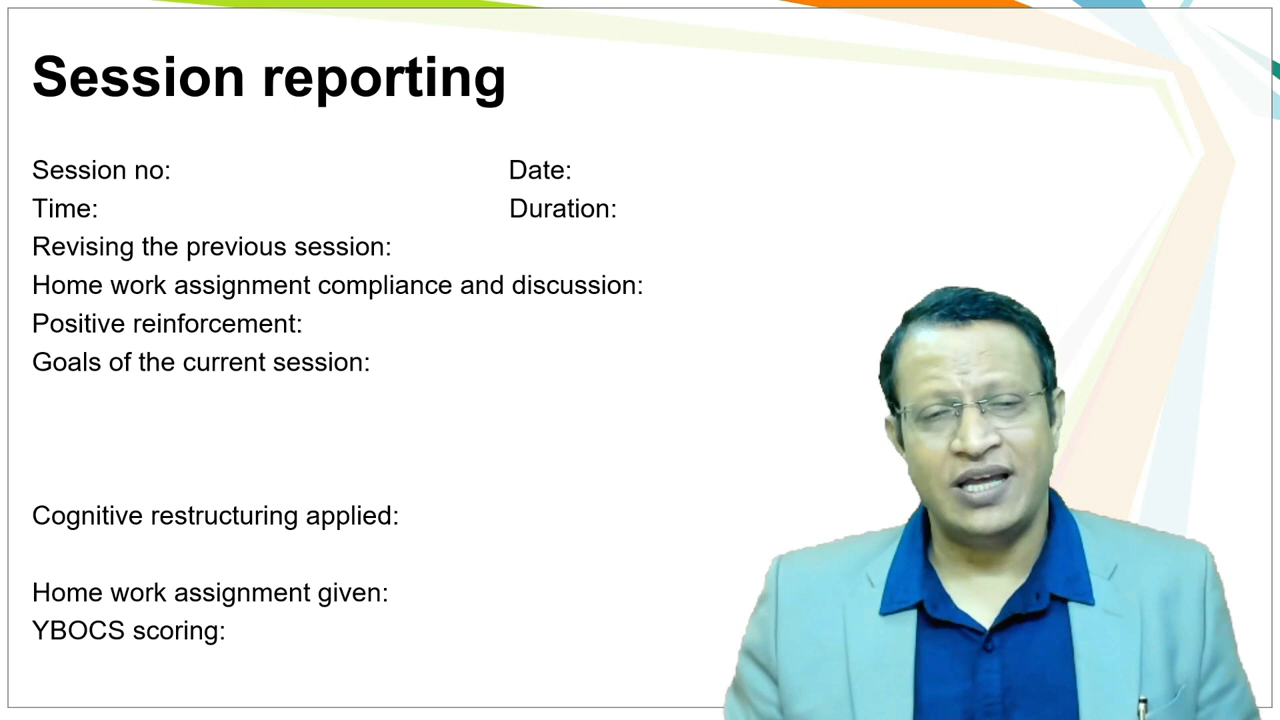 Session reporting
Session no: Date:
Time: Duration:
Revising the previous session:
Home work assignment compliance and discussion:
Positive reinforcement:
Goals of the current session:
Cognitive restructuring applied:
Home work assignment given:
YBOCS scoring: